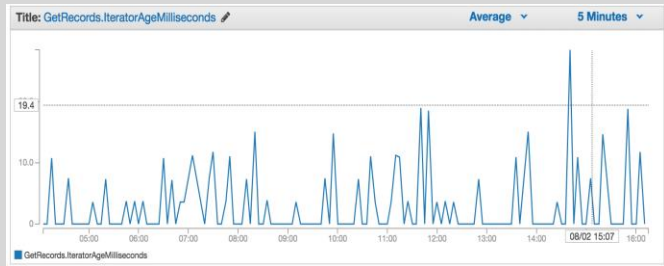 Title: GetRecords.IteratorAgeMilliseconds Average 5 Minutes
19.4
10.0
0
05:00 06:00 07:00 08:00 09:00 10:00 11:00 12:00 13:00 14:00 08/02 15:07 16:00
GetRecords.IteratorAgeMilliseconds